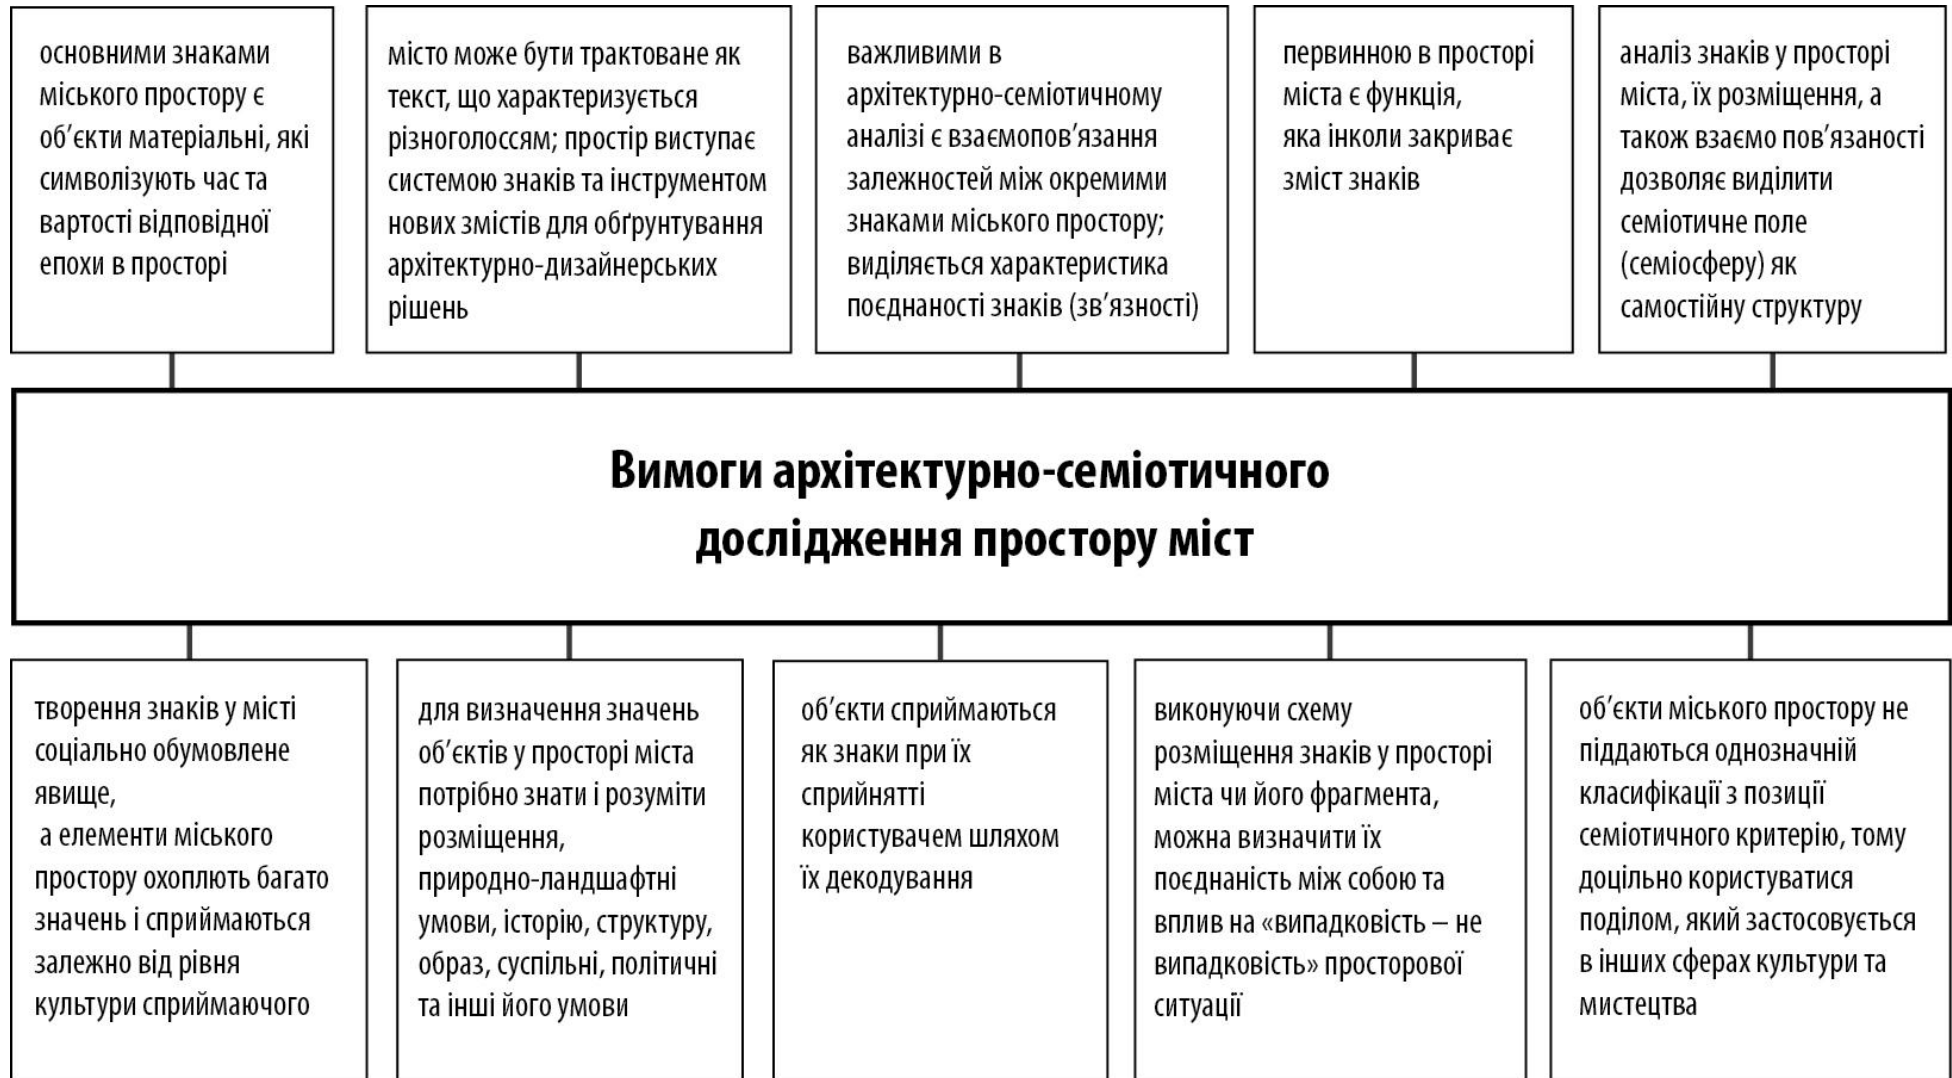 основними знаками
міського простору є
об’єкти матеріальні, які
символізують час та
вартості відповідної
епохи в просторі
місто може бути трактоване як
текст, що характеризується
різноголоссям; простір виступає
системою знаків та інструментом
нових змістів для обґрунтування
архітектурно-дизайнерських
рішень
важливими в
архітектурно-семіотичному
аналізі є взаємопов’язання
залежностей між окремими
знаками міського простору;
виділяється характеристика
поєднаності знаків (зв’язності)
первинною в просторі
міста є функція,
яка інколи закриває
зміст знаків
аналіз знаків у просторі
міста, їх розміщення, а
також взаємо пов’язаності
дозволяє виділити
семіотичне поле
(семіосферу) як
самостійну структуру
Вимоги архітектурно-семіотичного
дослідження простору міст
творення знаків у місті
соціально обумовлене
явище,
а елементи міського
простору охоплють багато
значень і сприймаються
залежно від рівня
культури сприймаючого
для визначення значень
об’єктів у просторі міста
потрібно знати і розуміти
розміщення,
природно-ландшафтні
умови, історію, структуру,
образ, суспільні, політичні
та інші його умови
об’єкти сприймаються
як знаки при їх
сприйнятті
користувачем шляхом
їх декодування
виконуючи схему
розміщення знаків у просторі
міста чи його фрагмента,
можна визначити їх
поєднаність між собою та
вплив на «випадковість – не
випадковість» просторової
ситуації
об’єкти міського простору не
піддаються однозначній
класифікації з позиції
семіотичного критерію, тому
доцільно користуватися
поділом, який застосовується
в інших сферах культури та
мистецтва